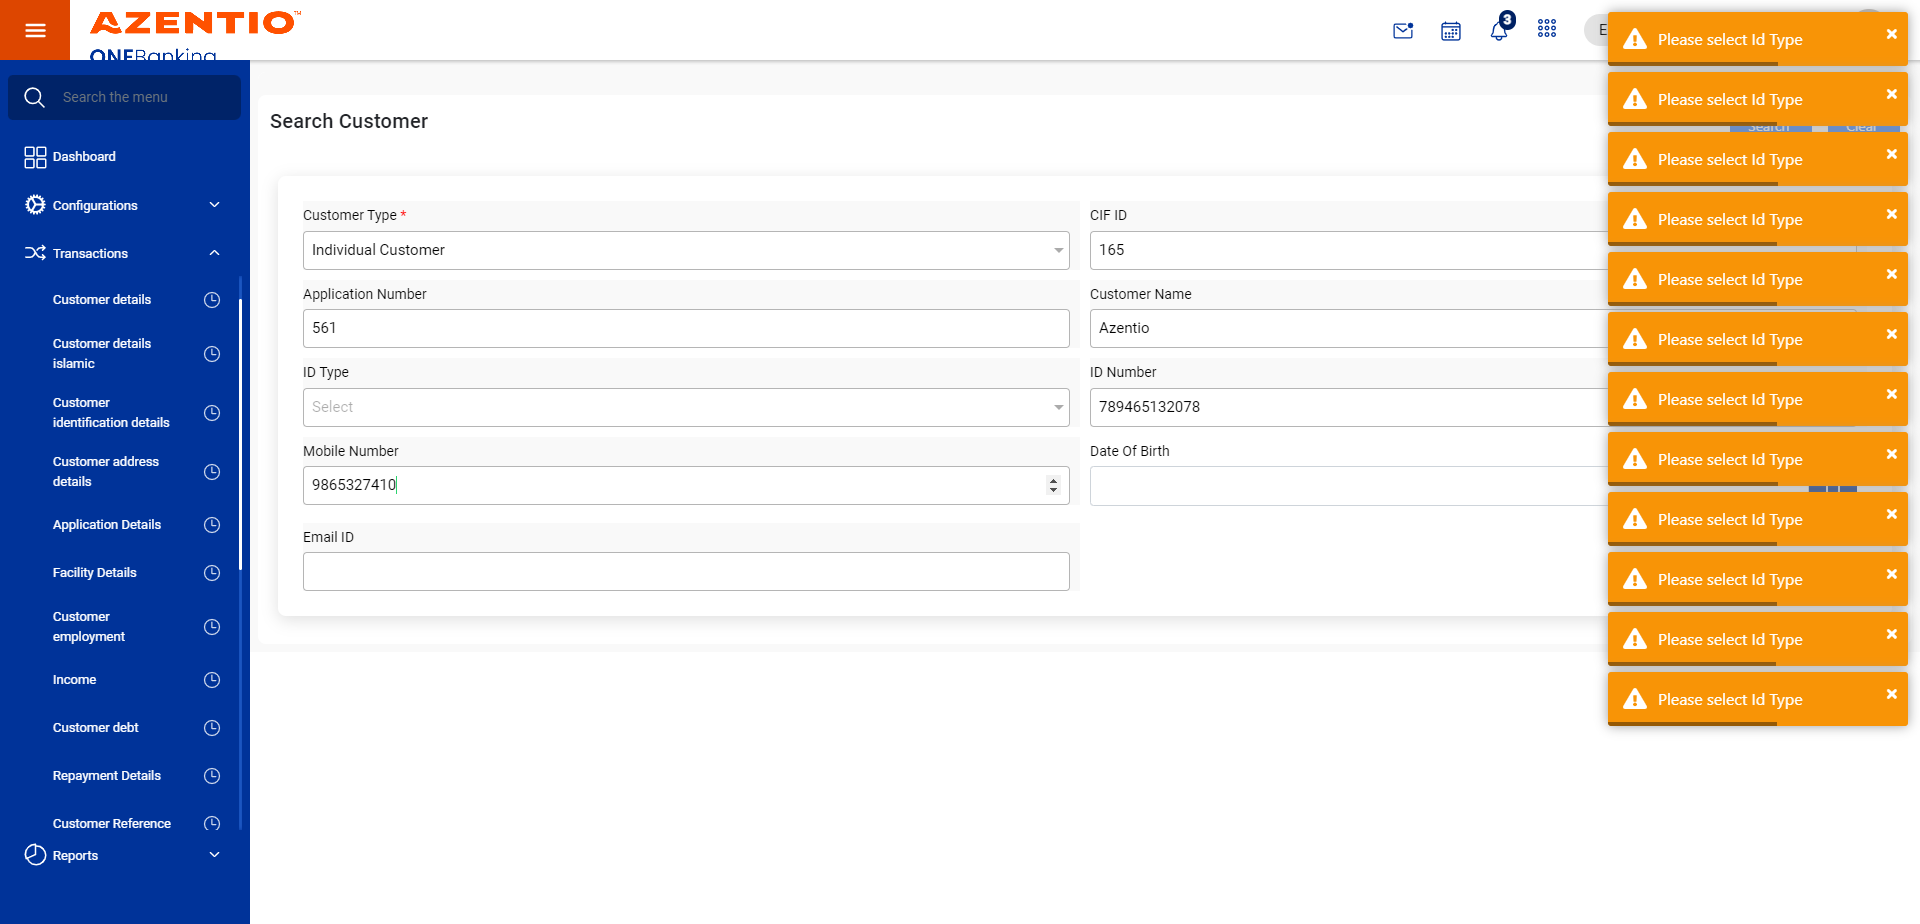 AZENTIO™
ONEBanking
3
E
Search the menu
Dashboard
Configurations
Transactions
Customer details
Customer details
islamic
Customer
identification details
Customer address
details
Application Details
Facility Details
Customer
employment
Income
Customer debt
Repayment Details
Customer Reference
Reports
Search Customer
Search
Clear
Customer Type *
Individual Customer
CIF ID
165
Application Number
561
Customer Name
Azentio
ID Type
Select
ID Number
789465132078
Mobile Number
9865327410
Date Of Birth
Email ID
Please select Id Type
Please select Id Type
Please select Id Type
Please select Id Type
Please select Id Type
Please select Id Type
Please select Id Type
Please select Id Type
Please select Id Type
Please select Id Type
Please select Id Type
Please select Id Type